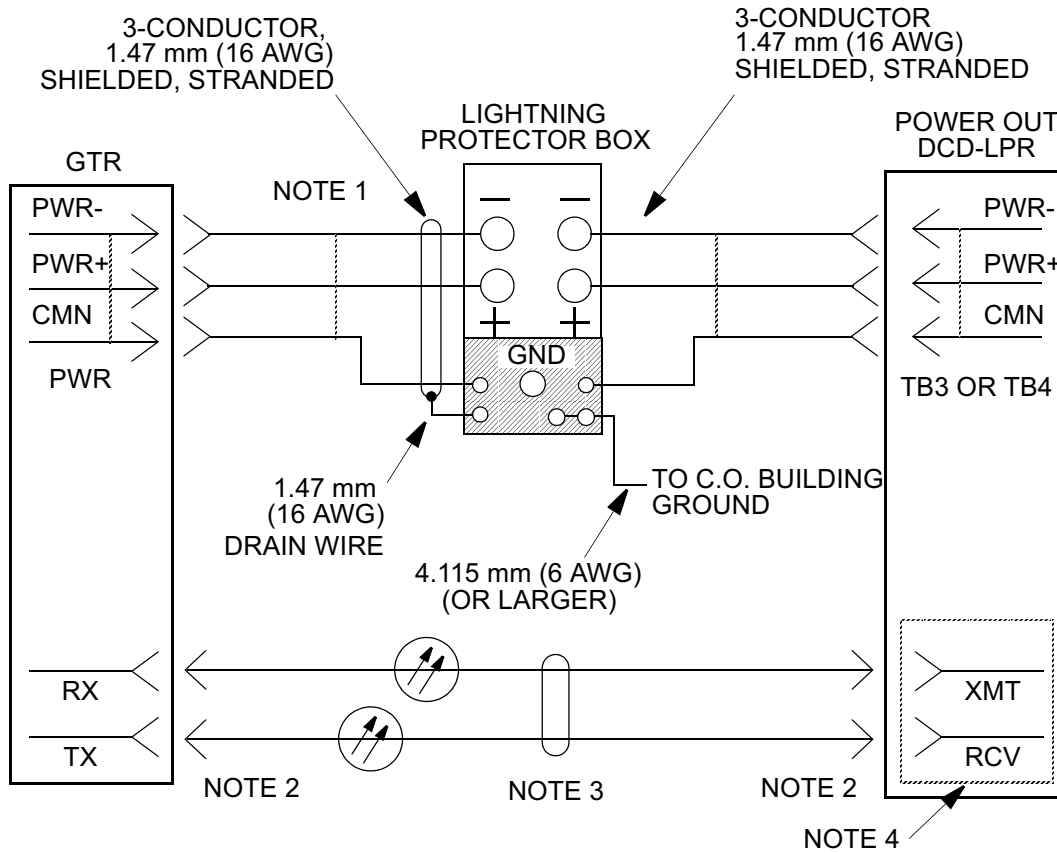 3-CONDUCTOR,
1.47 mm (16 AWG)
SHIELDED, STRANDED
3-CONDUCTOR
1.47 mm (16 AWG)
SHIELDED, STRANDED
LIGHTNING
PROTECTOR BOX
POWER OUT
DCD-LPR
GTR
NOTE 1
PWR-
PWR+
CMN
PWR
− −
+ +
GND
PWR-
PWR+
CMN
TB3 OR TB4
1.47 mm
(16 AWG)
DRAIN WIRE
TO C.O. BUILDING
GROUND
4.115 mm (6 AWG)
(OR LARGER)
RX
TX
XMT
RCV
NOTE 2
NOTE 3
NOTE 2
NOTE 4